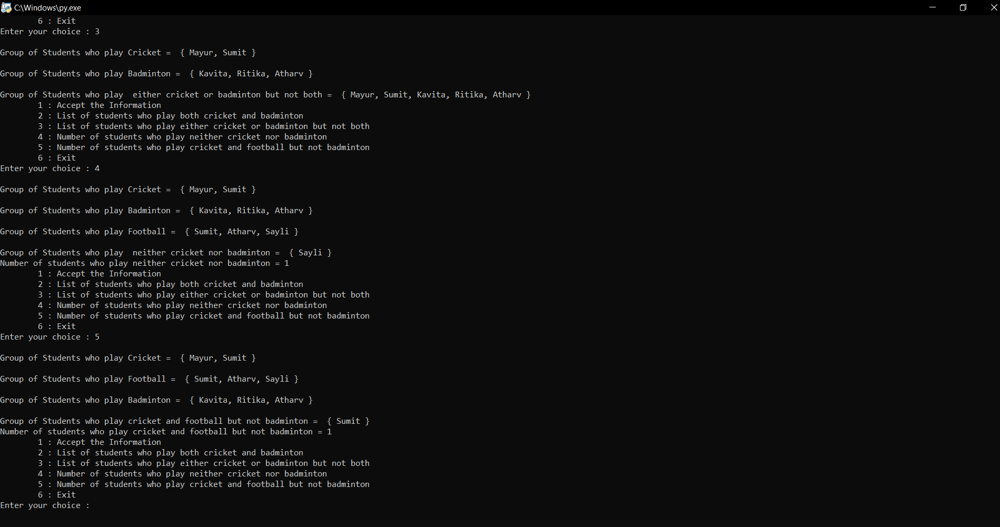 C:\Windows\py.exe
6 : Exit
Enter your choice : 3
Group of Students who play Cricket =  { Mayur, Sumit }
Group of Students who play Badminton =  { Kavita, Ritika, Atharv }
Group of Students who play  either cricket or badminton but not both =  { Mayur, Sumit, Kavita, Ritika, Atharv }
1 : Accept the Information
2 : List of students who play both cricket and badminton
3 : List of students who play either cricket or badminton but not both
4 : Number of students who play neither cricket nor badminton
5 : Number of students who play cricket and football but not badminton
6 : Exit
Enter your choice : 4
Group of Students who play Cricket =  { Mayur, Sumit }
Group of Students who play Badminton =  { Kavita, Ritika, Atharv }
Group of Students who play Football =  { Sumit, Atharv, Sayli }
Group of Students who play  neither cricket nor badminton =  { Sayli }
Number of students who play neither cricket nor badminton = 1
1 : Accept the Information
2 : List of students who play both cricket and badminton
3 : List of students who play either cricket or badminton but not both
4 : Number of students who play neither cricket nor badminton
5 : Number of students who play cricket and football but not badminton
6 : Exit
Enter your choice : 5
Group of Students who play Cricket =  { Mayur, Sumit }
Group of Students who play Football =  { Sumit, Atharv, Sayli }
Group of Students who play Badminton =  { Kavita, Ritika, Atharv }
Group of Students who play cricket and football but not badminton =  { Sumit }
Number of students who play cricket and football but not badminton = 1
1 : Accept the Information
2 : List of students who play both cricket and badminton
3 : List of students who play either cricket or badminton but not both
4 : Number of students who play neither cricket nor badminton
5 : Number of students who play cricket and football but not badminton
6 : Exit
Enter your choice :